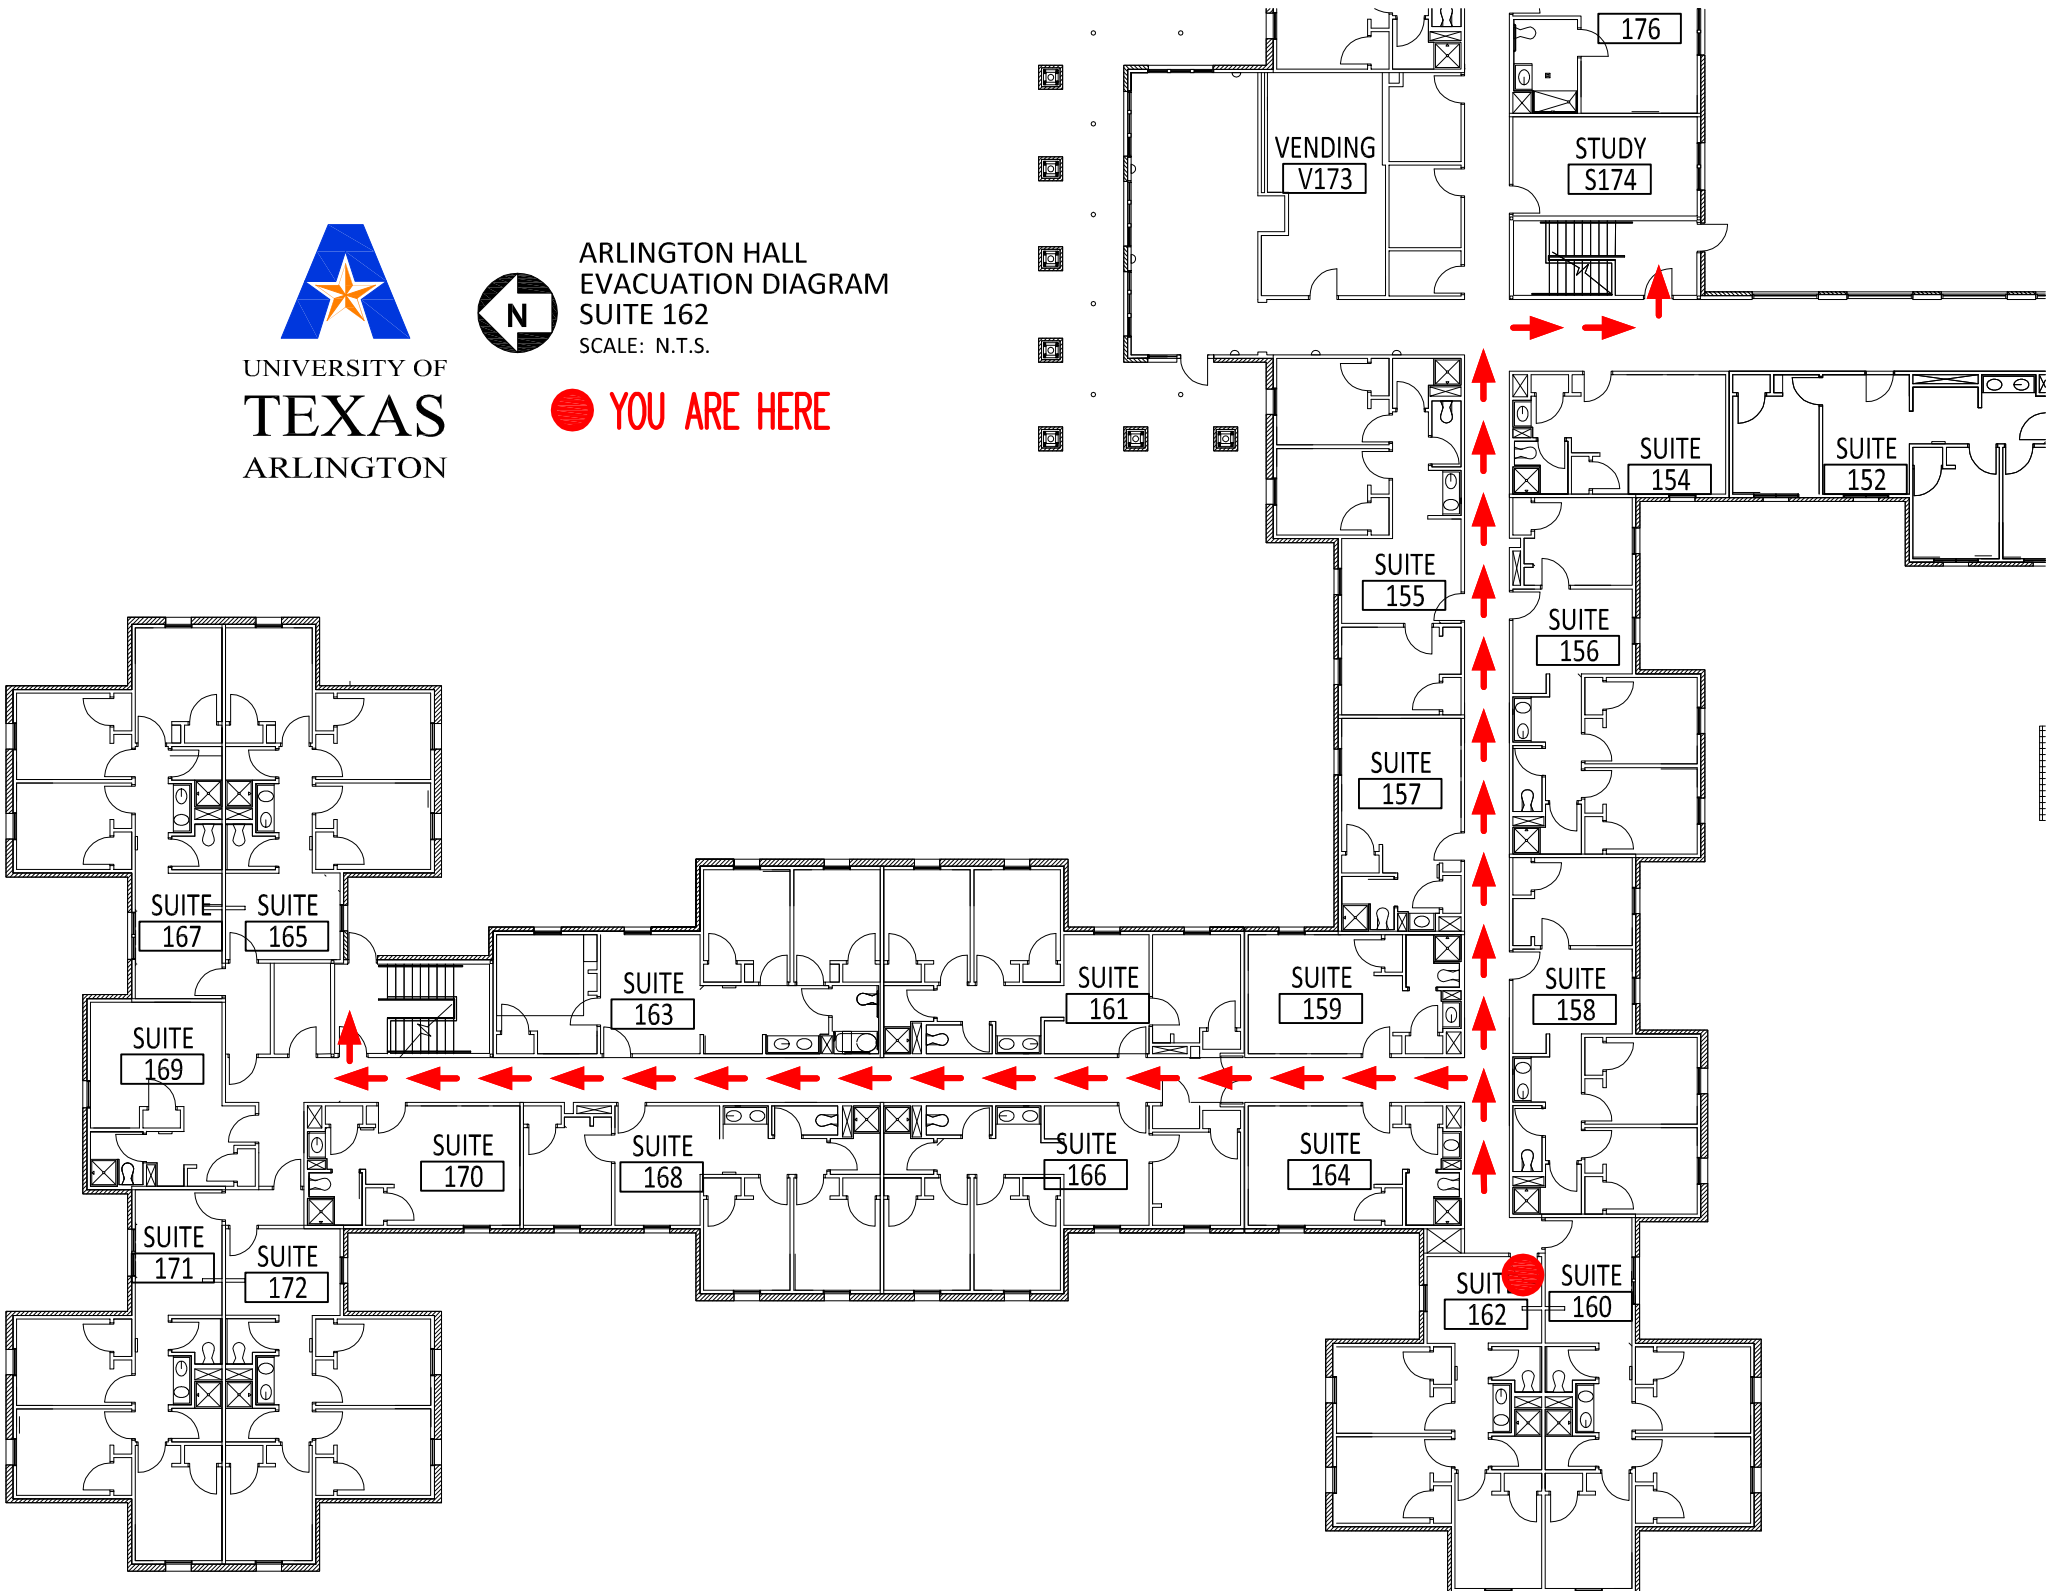 176
VENDING
V173
STUDY
S174
ARLINGTON HALL
EVACUATION DIAGRAM
SUITE 162
SCALE: N.T.S.
N
YOU ARE HERE
UNIVERSITY OF
TEXAS
ARLINGTON
SUITE
154
SUITE
152
SUITE
155
SUITE
156
SUITE
157
SUITE
167
SUITE
165
SUITE
163
SUITE
161
SUITE
159
SUITE
158
SUITE
169
SUITE
170
SUITE
168
SUITE
166
SUITE
164
SUITE
171
SUITE
172
SUITE
162
SUITE
160